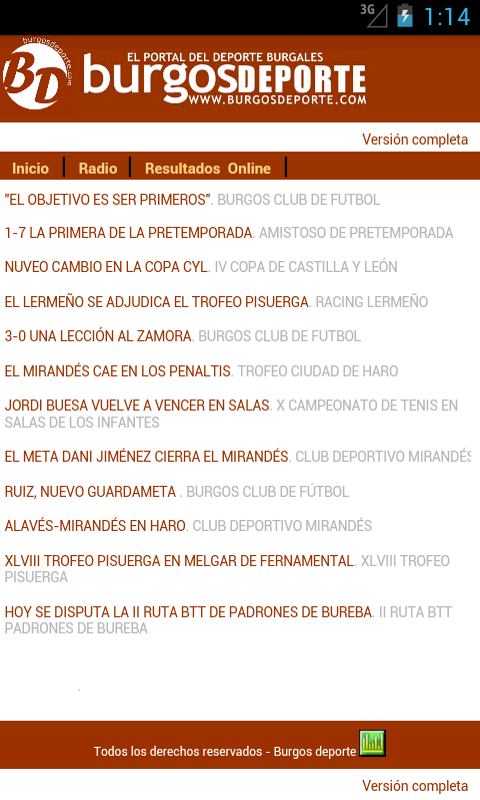 3G
1:14
burgosdeporte.com
BD
EL PORTAL DEL DEPORTE BURGALES
burgosDEPORTE
WWW.BURGOSDEPORTE.COM
Versión completa
Inicio | Radio | Resultados Online |
"EL OBJETIVO ES SER PRIMEROS". BURGOS CLUB DE FUTBOL
1-7 LA PRIMERA DE LA PRETEMPORADA. AMISTOSO DE PRETEMPORADA
NUVEO CAMBIO EN LA COPA CYL. IV COPA DE CASTILLA Y LEÓN
EL LERMEÑO SE ADJUDICA EL TROFEO PISUERGA. RACING LERMEÑO
3-0 UNA LECCIÓN AL ZAMORA. BURGOS CLUB DE FUTBOL
EL MIRANDÉS CAE EN LOS PENALTIS. TROFEO CIUDAD DE HARO
JORDI BUESA VUELVE A VENCER EN SALAS. X CAMPEONATO DE TENIS EN
SALAS DE LOS INFANTES
EL META DANI JIMÉNEZ CIERRA EL MIRANDÉS. CLUB DEPORTIVO MIRANDÉS
RUIZ, NUEVO GUARDAMETA . BURGOS CLUB DE FÚTBOL
ALAVÉS-MIRANDÉS EN HARO. CLUB DEPORTIVO MIRANDÉS
XLVIII TROFEO PISUERGA EN MELGAR DE FERNAMENTAL. XLVIII TROFEO
PISUERGA
HOY SE DISPUTA LA II RUTA BTT DE PADRONES DE BUREBA. II RUTA BTT
PADRONES DE BUREBA
.
Todos los derechos reservados - Burgos deporte
Versión completa